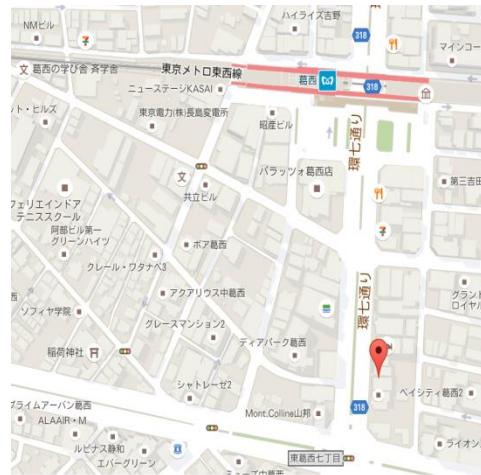 ハイライズ吉野
NMビル
318
マインコー
文 葛西の学び舎 斉学舎
東京メトロ東西線
葛西
318
ット・ヒルズ
ニューステージKASAI
東京電力(株)長島変電所
昭産ビル
環七通り
文
パラッツォ葛西店
第三吉田
共立ビル
フェリエインドア
テニススクール
阿部ビル第一
グリーンハイツ
ボア葛西
クレール・ワタナベ3
環七通り
アクアリウス中葛西
グランド
ロイヤル
ソフィヤ学院
グレースマンション2
稲荷神社
ディアパーク葛西
シャトレーゼ2
ベイシティ葛西2
プライムアーバン葛西
Mont.Colline山邦
318
ALAAIR・M
ルピナス静和
東葛西七丁目
ライオン
エバーグリーン